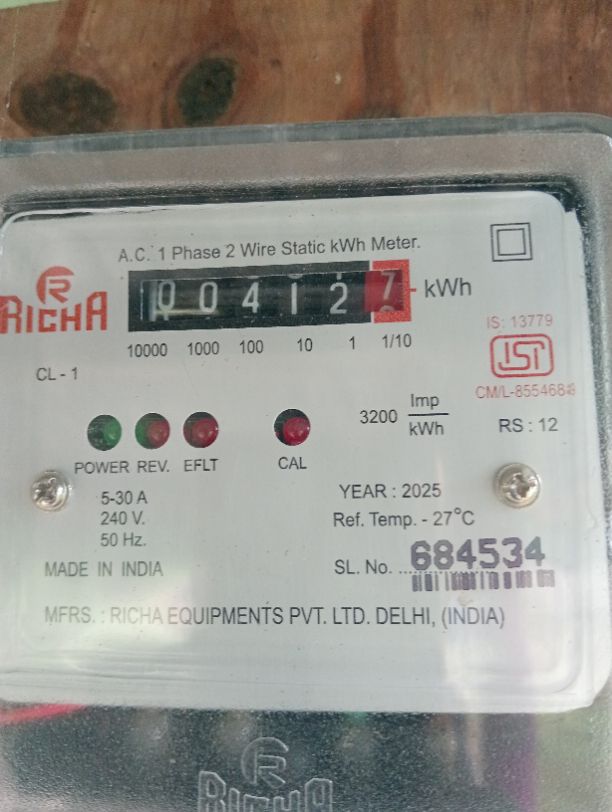 A.C. 1 Phase 2 Wire Static kWh Meter.
RICHA
004127 kWh
10000 1000 100 10 1 1/10
CL - 1
IS: 13779
ISI
CM/L-8554684
RS : 12
3200 Imp/kWh
POWER REV. EFLT CAL
5-30 A
240 V.
50 Hz.
YEAR : 2025
Ref. Temp. - 27°C
MADE IN INDIA
SL. No. ...684534
MFRS. : RICHA EQUIPMENTS PVT. LTD. DELHI, (INDIA)
RICHA